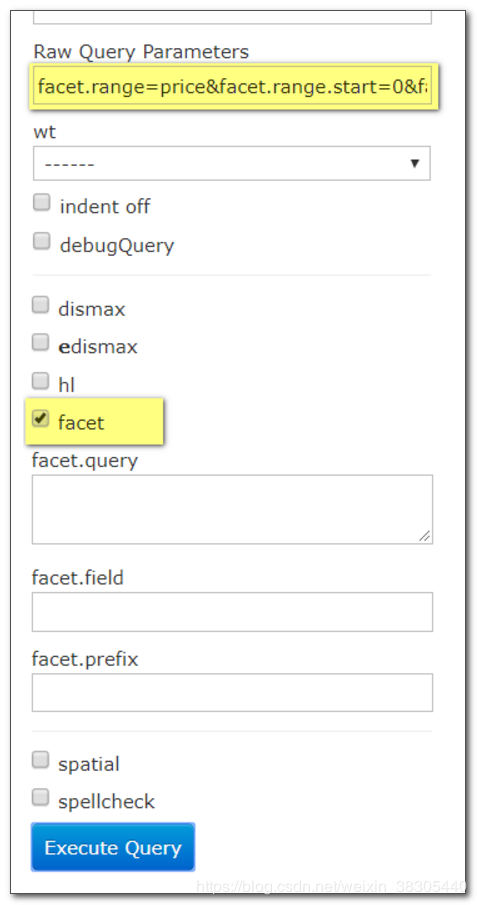 Raw Query Parameters
facet.range=price&facet.range.start=0&fa
wt
------
indent off
debugQuery
dismax
edismax
hl
facet
facet.query
facet.field
facet.prefix
spatial
spellcheck
Execute Query
https://blog.csdn.net/weixin_38305440